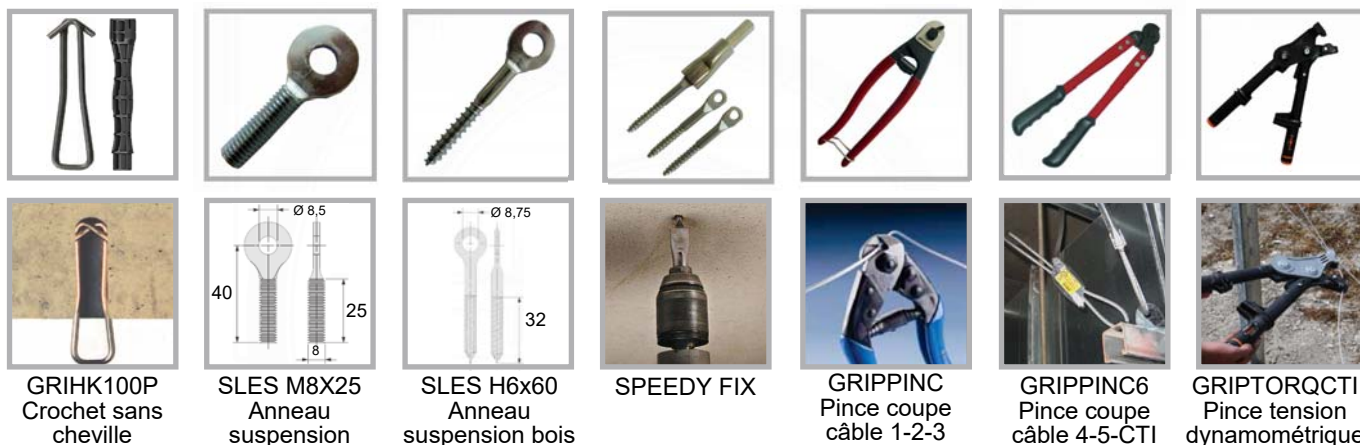 Ø 8,5
40
25
8
Ø 8,75
32
GRIHK100P
Crochet sans
cheville
SLES M8X25
Anneau
suspension
SLES H6x60
Anneau
suspension bois
SPEEDY FIX
GRIPPINC
Pince coupe
câble 1-2-3
GRIPPINC6
Pince coupe
câble 4-5-CTI
GRIPTORQCTI
Pince tension
dynamométrique